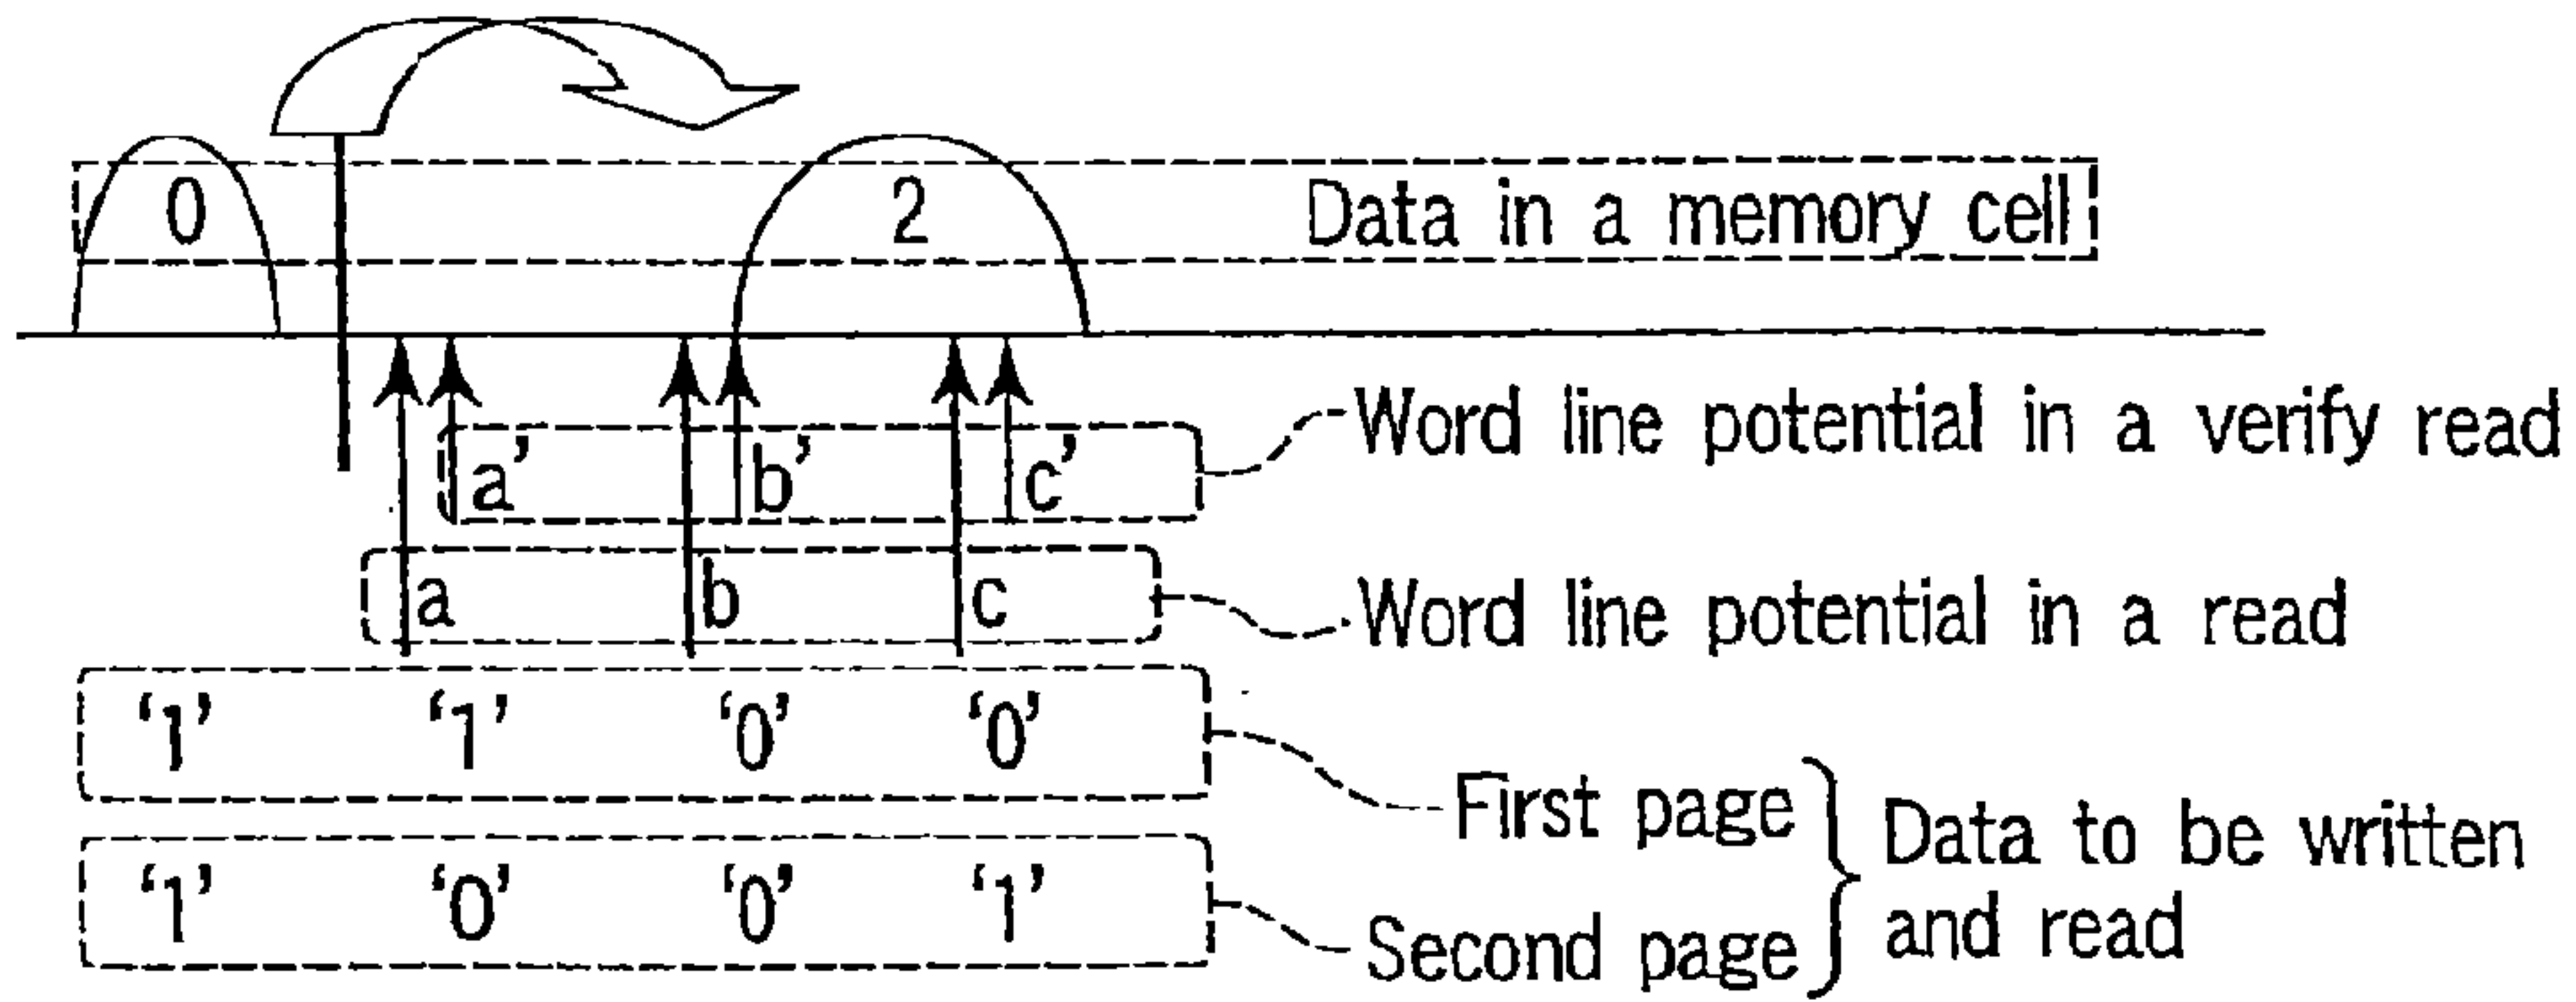 0 2 Data in a memory cell
a’ b’ c’ Word line potential in a verify read
a b c Word line potential in a read
‘1’ ‘1’ ‘0’ ‘0’
First page
‘1’ ‘0’ ‘0’ ‘1’
Second page
Data to be written
and read